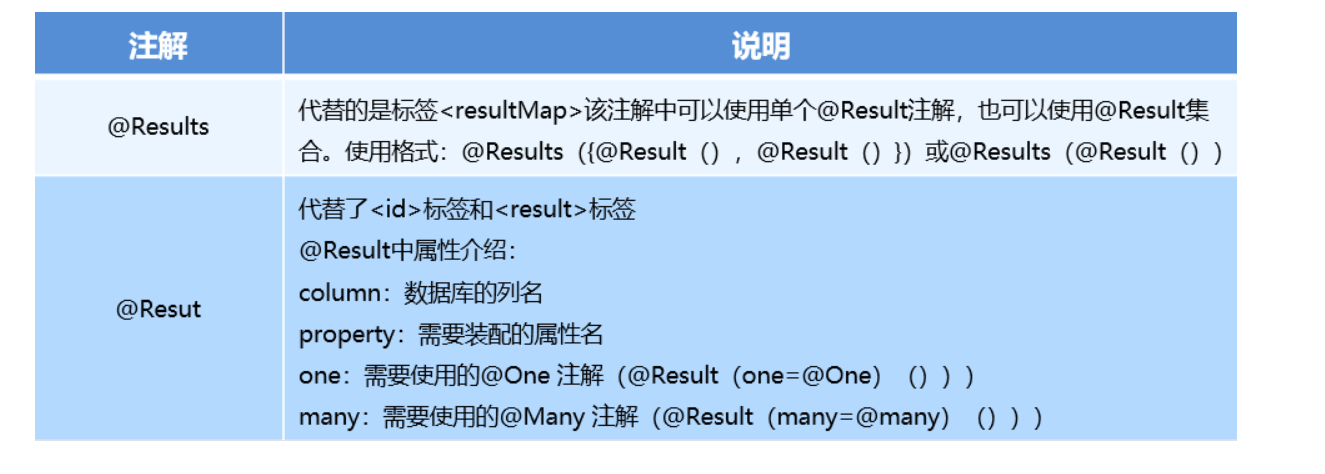 注解
说明
@Results
代替的是标签<resultMap>该注解中可以使用单个@Result注解，也可以使用@Result集
合。使用格式：@Results（{@Result（），@Result（）}）或@Results（@Result（））
@Resut
代替了<id>标签和<result>标签
@Result中属性介绍：
column：数据库的列名
property：需要装配的属性名
one：需要使用的@One 注解（@Result（one=@One）（）））
many：需要使用的@Many 注解（@Result（many=@many）（）））